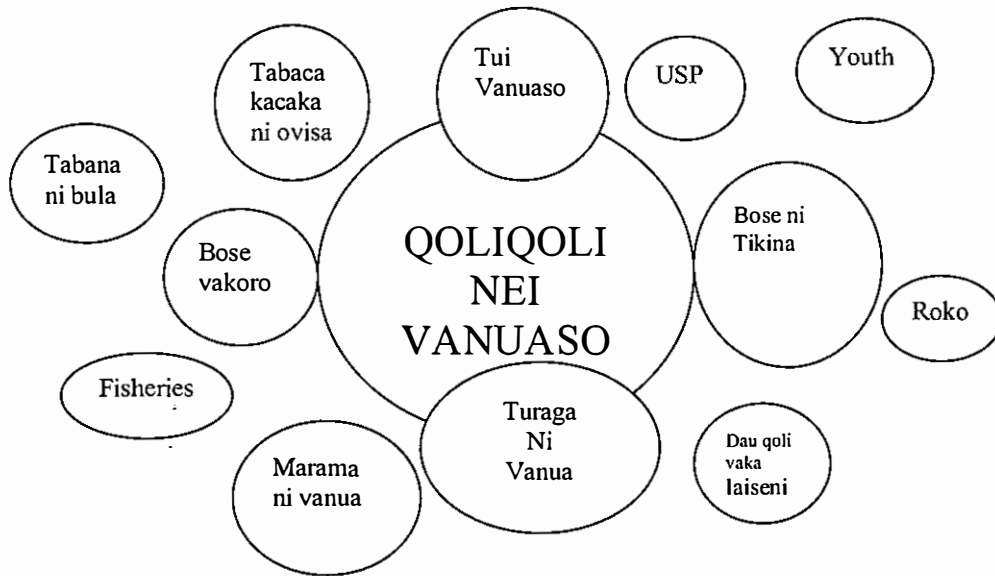 Tui
Vanuaso
USP
Youth
Tabaca
kacaka
ni ovisa
Tabana
ni bula
Bose
vakoro
QOLIQOLI
NEI
VANUASO
Bose ni
Tikina
Roko
Fisheries
Marama
ni vanua
Turaga
Ni
Vanua
Dau qoli
vaka
laiseni